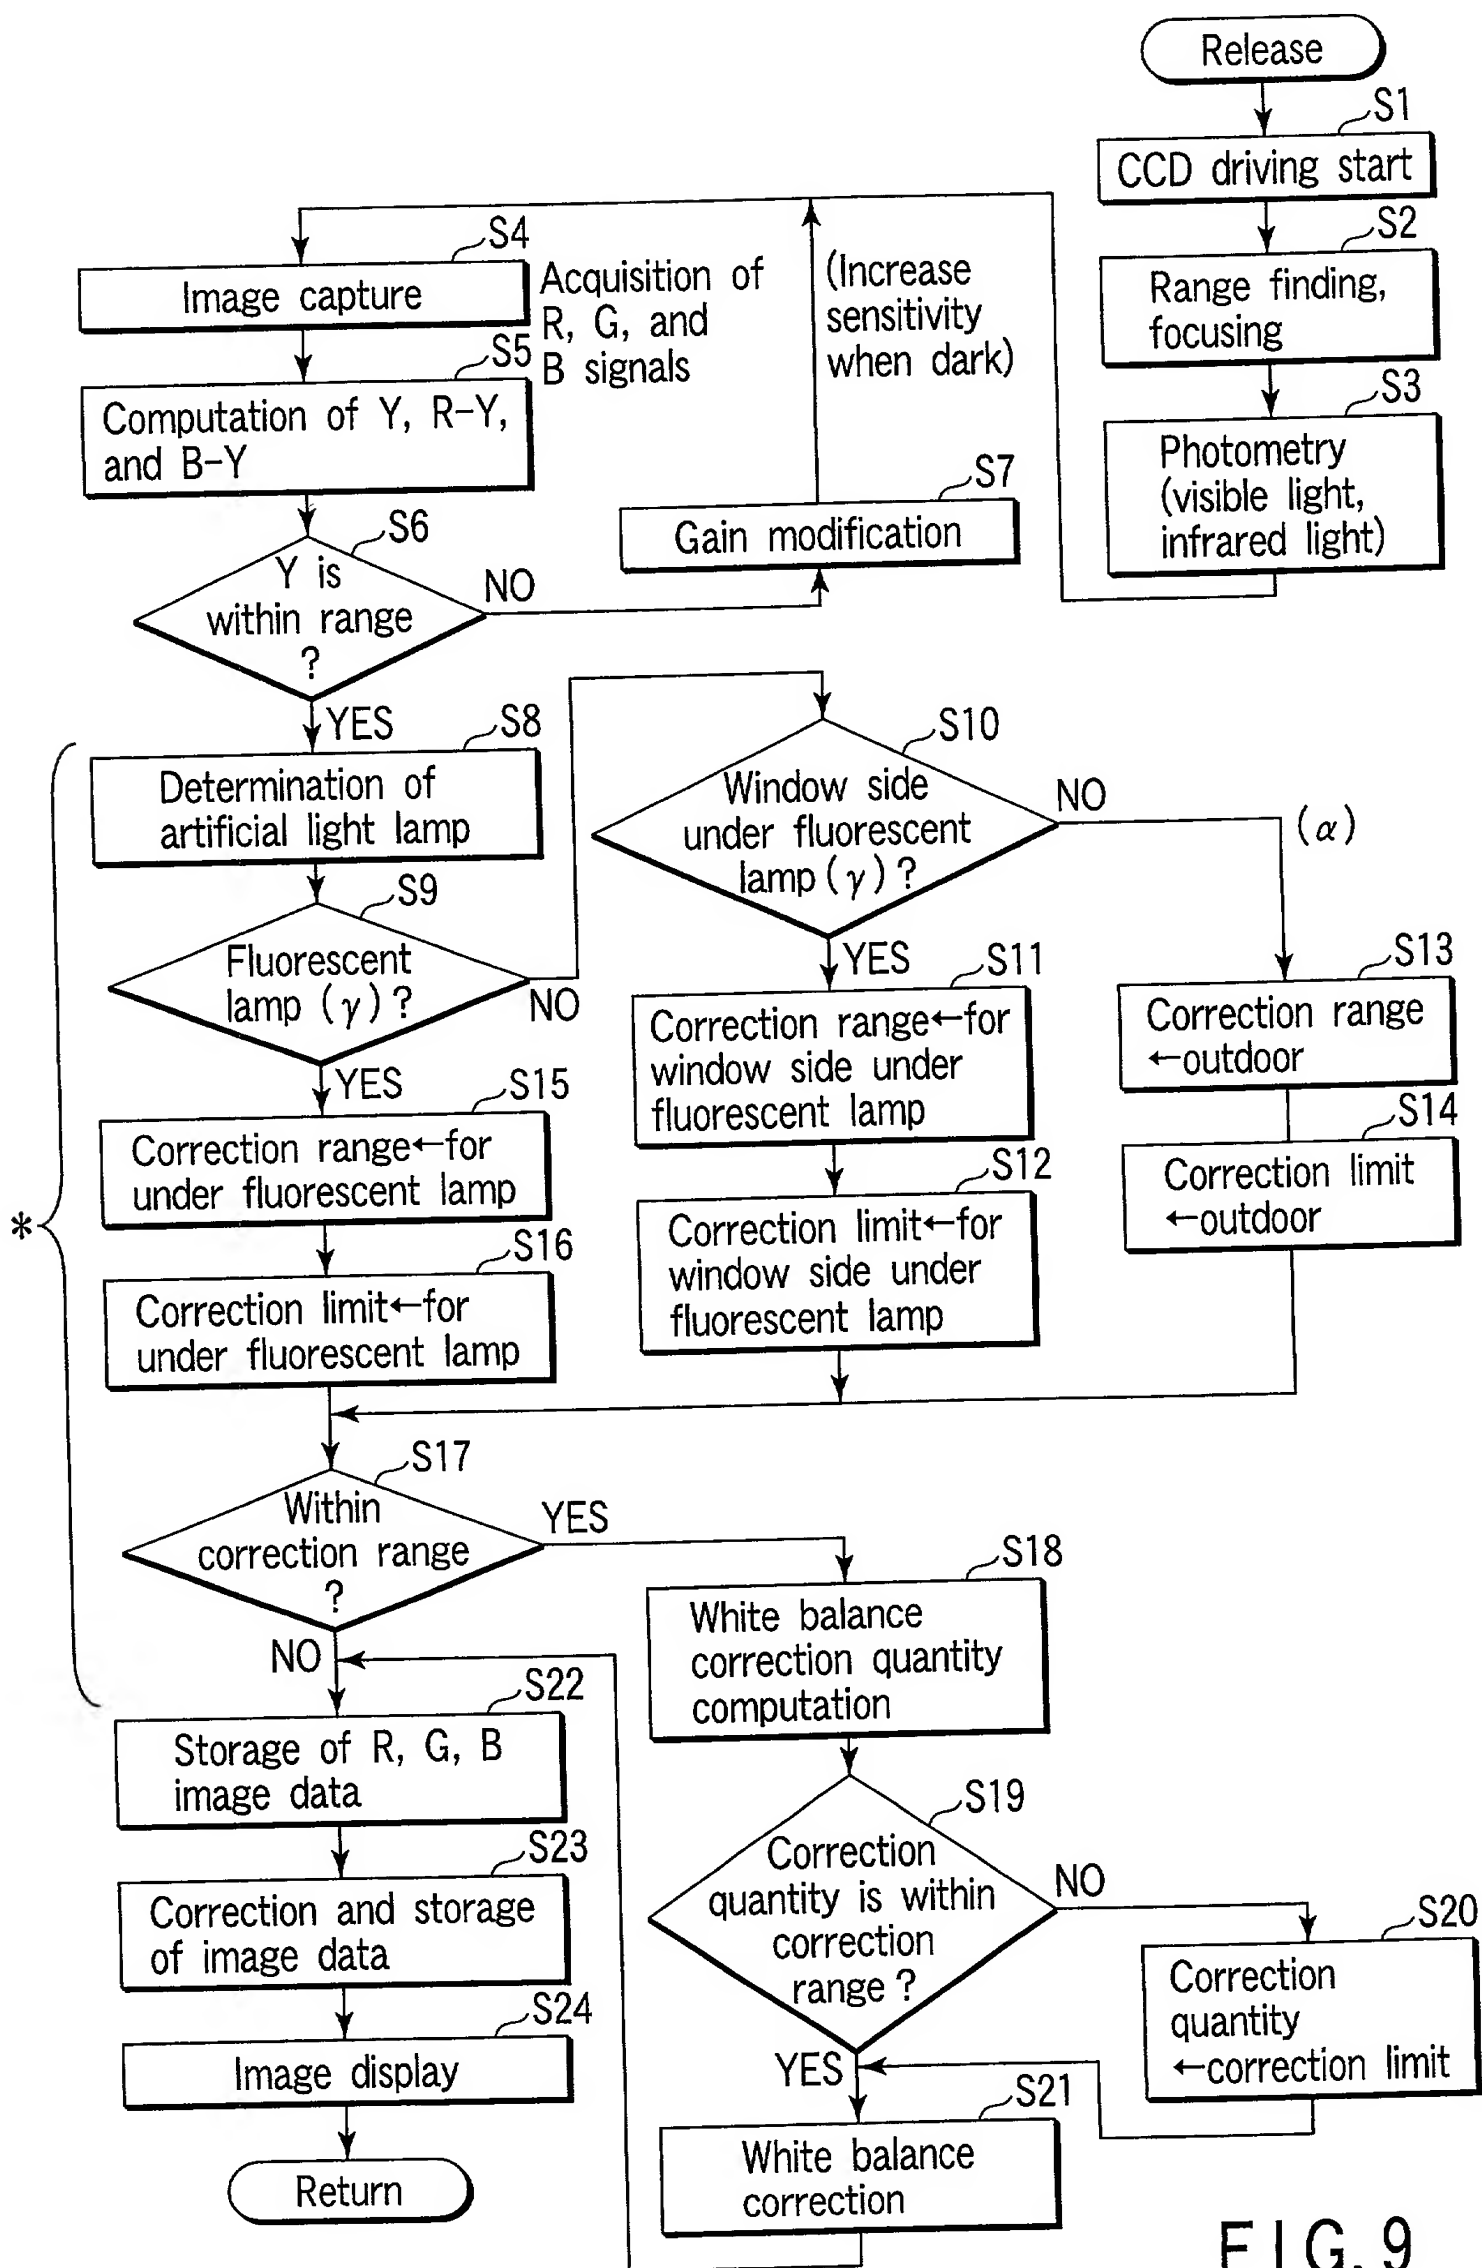 Release
S1
CCD driving start
S2
Range finding,
focusing
S3
Photometry
(visible light,
infrared light)
S4
Image capture
Acquisition of
R, G, and
B signals
(Increase
sensitivity
when dark)
S5
Computation of Y, R-Y,
and B-Y
S6
Y is
within range
?
NO
S7
Gain modification
YES
*
S8
Determination of
artificial light lamp
S9
Fluorescent
lamp (γ)?
NO
S10
Window side
under fluorescent
lamp (γ)?
NO
(α)
YES
S11
Correction range←for
window side under
fluorescent lamp
S12
Correction limit←for
window side under
fluorescent lamp
S13
Correction range
←outdoor
S14
Correction limit
←outdoor
YES
S15
Correction range←for
under fluorescent lamp
S16
Correction limit←for
under fluorescent lamp
S17
Within
correction range
?
YES
NO
S18
White balance
correction quantity
computation
S19
Correction
quantity is within
correction
range ?
NO
S20
Correction
quantity
←correction limit
YES
S21
White balance
correction
S22
Storage of R, G, B
image data
S23
Correction and storage
of image data
S24
Image display
Return
FIG. 9